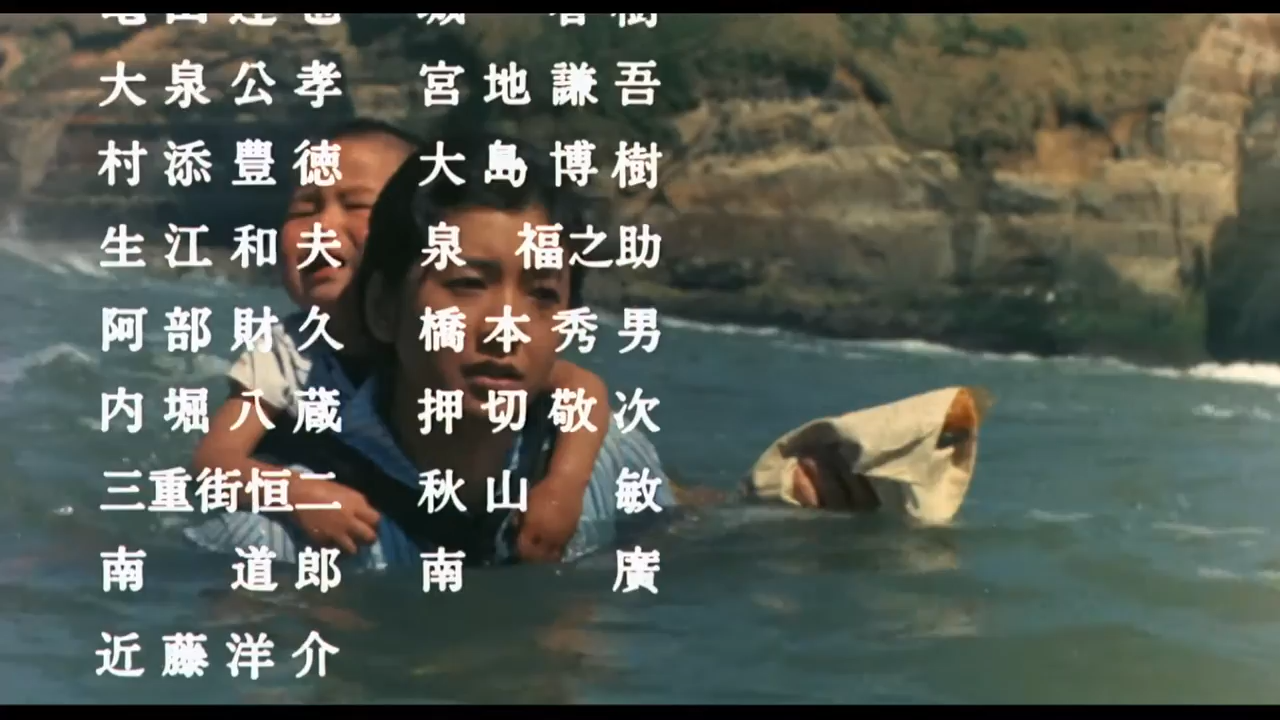 大泉公孝 宮地謙吾
村添豊徳 大島博樹
生江和夫 泉 福之助
阿部財久 橋本秀男
内堀八蔵 押切敬次
三重街恒二 秋山 敏
南 道郎 南 廣
近藤洋介